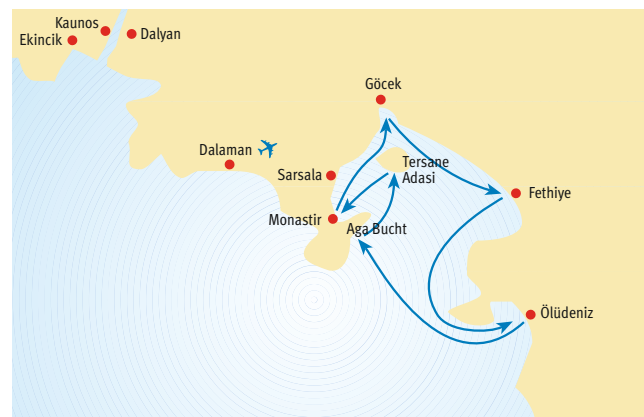 Kaunos
Ekincik
Dalyan
Göcek
Dalaman
Sarsala
Tersane
Adasi
Fethiye
Monastir
Aga Bucht
Ölüdeniz